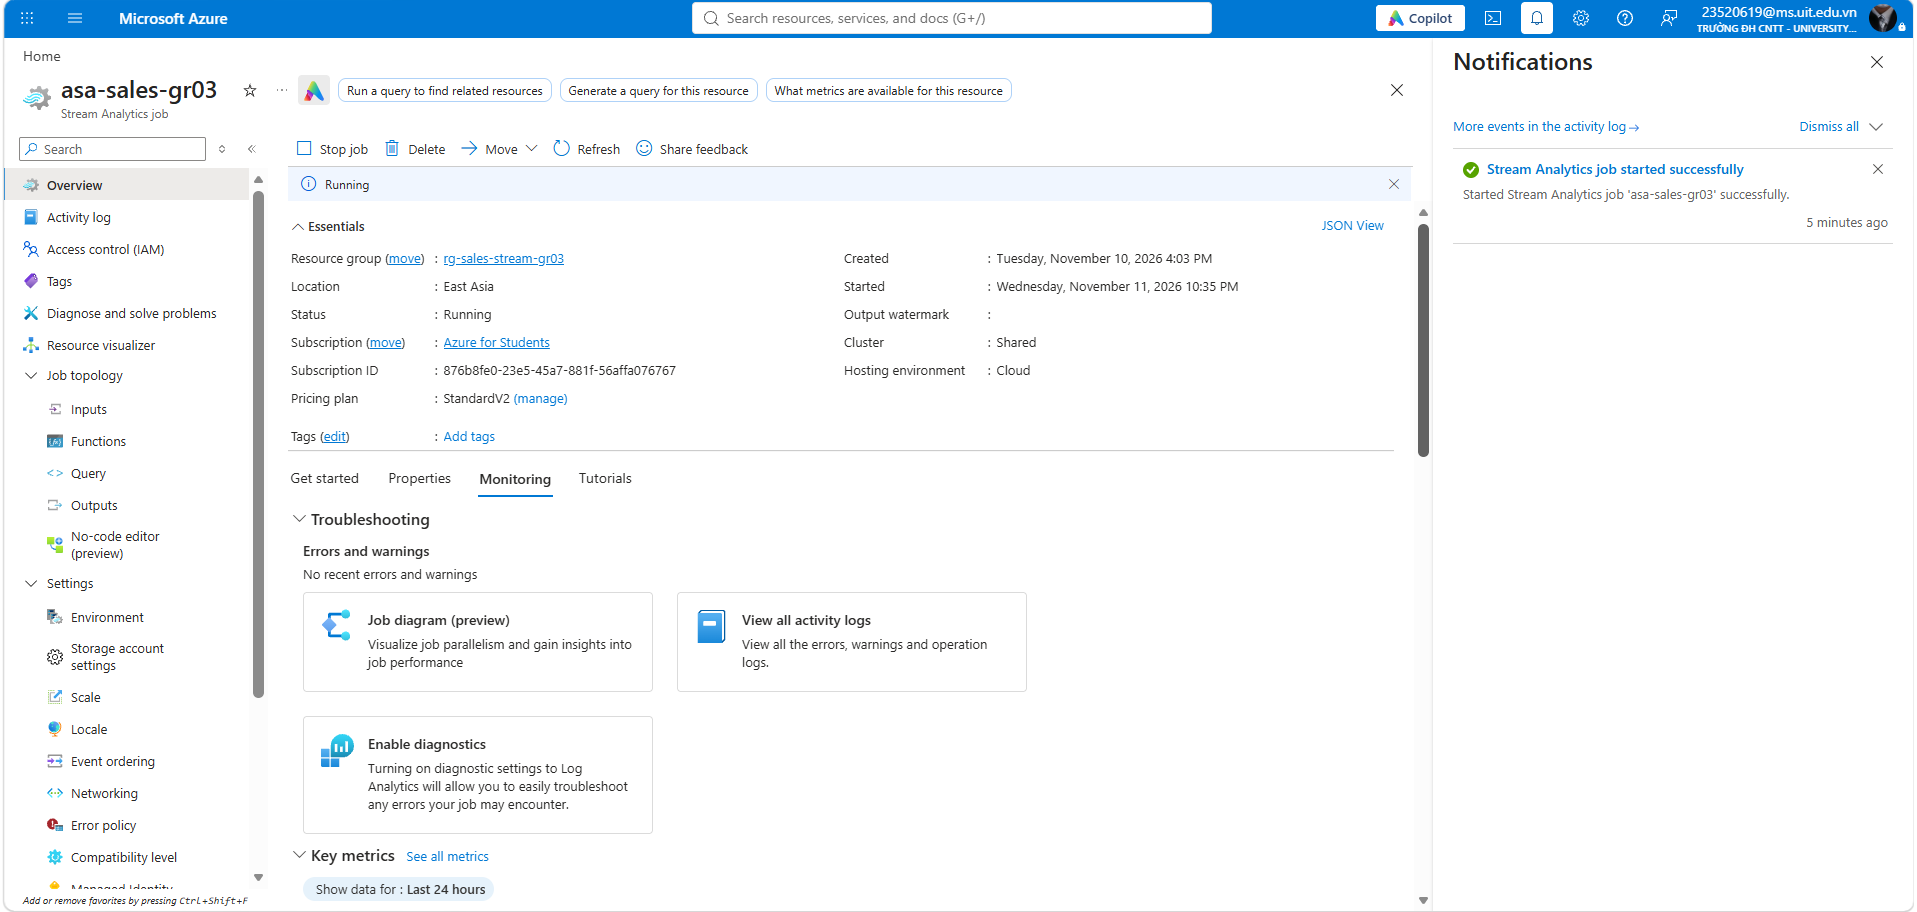 Microsoft Azure
Search resources, services, and docs (G+/)
Copilot
23520619@ms.uit.edu.vn
TRƯỜNG ĐH CNTT - UNIVERSITY...
Home
asa-sales-gr03
Stream Analytics job
Run a query to find related resources
Generate a query for this resource
What metrics are available for this resource
Search
Stop job
Delete
Move
Refresh
Share feedback
Running
Overview
Activity log
Access control (IAM)
Tags
Diagnose and solve problems
Resource visualizer
Job topology
Inputs
Functions
Query
Outputs
No-code editor
(preview)
Settings
Environment
Storage account
settings
Scale
Locale
Event ordering
Networking
Error policy
Compatibility level
Managed Identity
Add or remove favorites by pressing Ctrl+Shift+F
Essentials
JSON View
Resource group (move) : rg-sales-stream-gr03
Location : East Asia
Status : Running
Subscription (move) : Azure for Students
Subscription ID : 876b8fe0-23e5-45a7-881f-56affa076767
Pricing plan : StandardV2 (manage)
Tags (edit) : Add tags
Created : Tuesday, November 10, 2026 4:03 PM
Started : Wednesday, November 11, 2026 10:35 PM
Output watermark :
Cluster : Shared
Hosting environment : Cloud
Get started
Properties
Monitoring
Tutorials
Troubleshooting
Errors and warnings
No recent errors and warnings
Job diagram (preview)
Visualize job parallelism and gain insights into
job performance
View all activity logs
View all the errors, warnings and operation
logs.
Enable diagnostics
Turning on diagnostic settings to Log
Analytics will allow you to easily troubleshoot
any errors your job may encounter.
Key metrics See all metrics
Show data for : Last 24 hours
Notifications
More events in the activity log→
Dismiss all
Stream Analytics job started successfully
Started Stream Analytics job 'asa-sales-gr03' successfully.
5 minutes ago